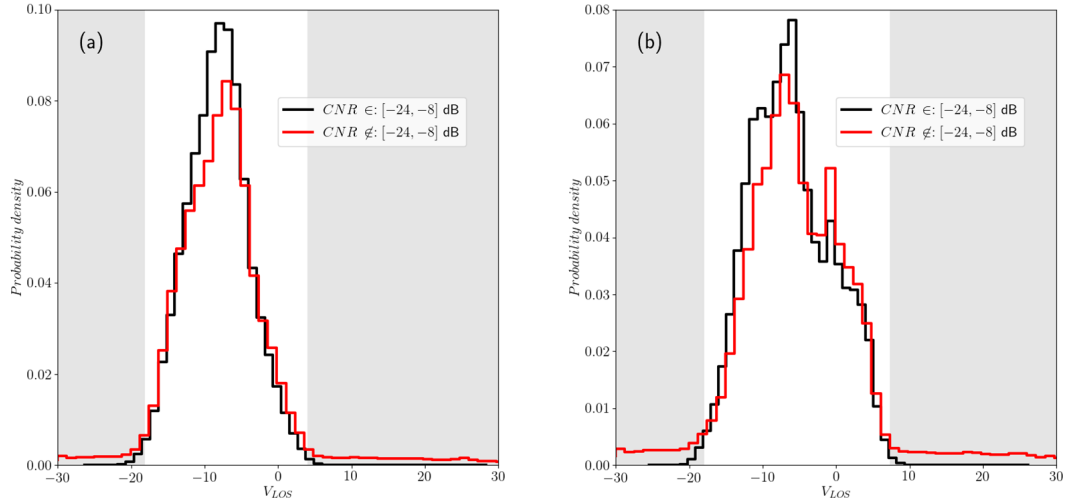 (a)
0.10
0.08
0.06
0.04
0.02
0.00
Probability density
CNR ∈: [−24, −8] dB
CNR ∉: [−24, −8] dB
−30 −20 −10 0 10 20 30
V_LOS
(b)
0.08
0.07
0.06
0.05
0.04
0.03
0.02
0.01
0.00
Probability density
CNR ∈: [−24, −8] dB
CNR ∉: [−24, −8] dB
−30 −20 −10 0 10 20 30
V_LOS